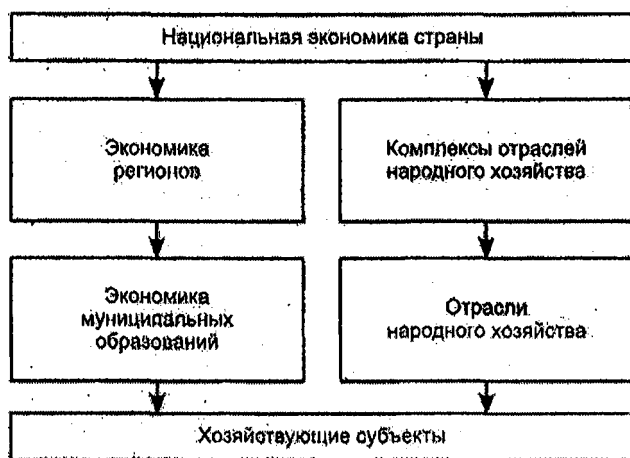 Национальная экономика страны
Экономика
регионов
Комплексы отраслей
народного хозяйства
Экономика
муниципальных
образований
Отрасли
народного хозяйства
Хозяйствующие субъекты